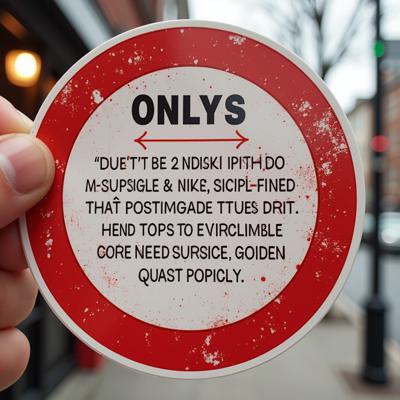 ONLYS
“DUE'T'T BE 2 NDISKI IPITH,DO
M-SUPSIGLE & NIKE, SICIPL-FINED
THAT̂ POSTIMGADE TTUES DRIT.
HEND TOPS TO EVIRCLIMBLE
CORE NEED SURSICE, GOIDEN
QUAST POPICLY.